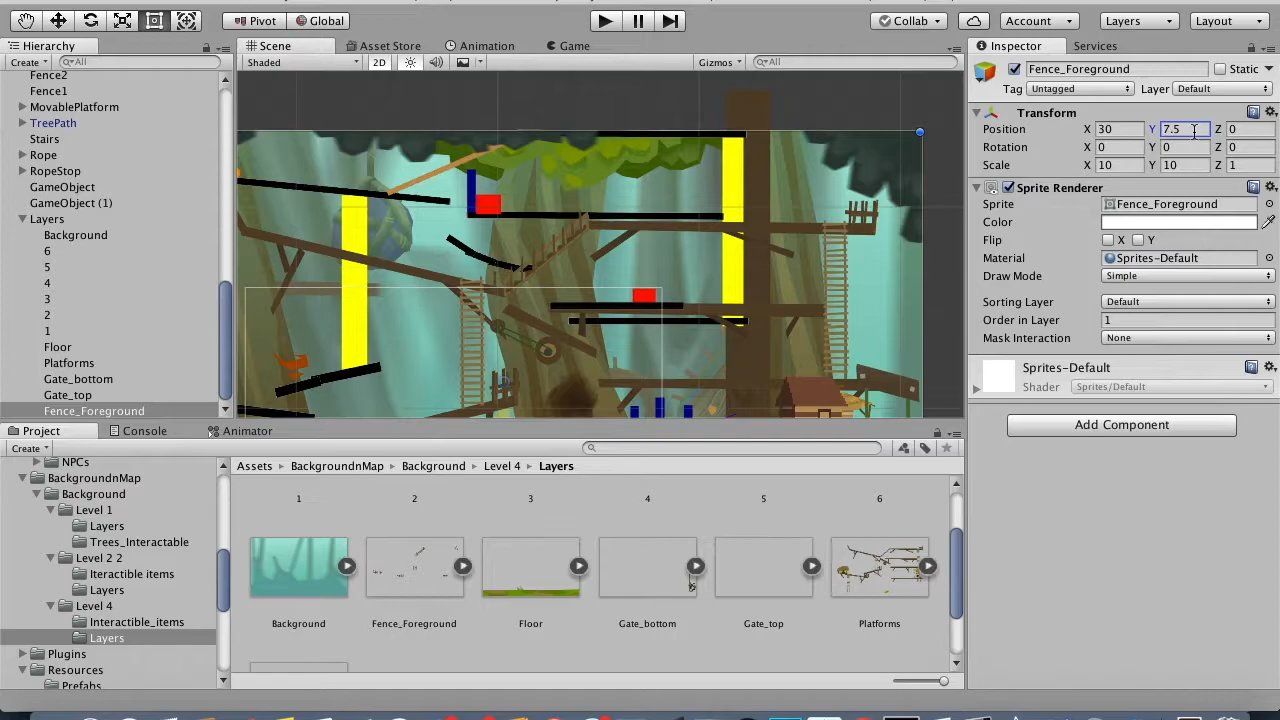 Pivot Global Collab Account Layers Layout
Hierarchy Scene Asset Store Animation Game Inspector Services
Create All Shaded 2D Gizmos All Fence_Foreground Static
Tag Untagged Layer Default
Fence2
Fence1
MovablePlatform
TreePath
Stairs
Rope
RopeStop
GameObject
GameObject (1)
Layers
Background
6
5
4
3
2
1
Floor
Platforms
Gate_bottom
Gate_top
Fence_Foreground
Transform
Position X 30 Y 7.5 Z 0
Rotation X 0 Y 0 Z 0
Scale X 10 Y 10 Z 1
Sprite Renderer
Sprite Fence_Foreground
Color
Flip X Y
Material Sprites-Default
Draw Mode Simple
Sorting Layer Default
Order in Layer 1
Mask Interaction None
Sprites-Default
Shader Sprites/Default
Add Component
Project Console Animator
Create
NPCs
BackgroundnMap
Background
Level 1
Layers
Trees_Interactable
Level 2 2
Iteractible items
Layers
Level 4
Interactible_items
Layers
Plugins
Resources
Prefabs
Assets BackgroundnMap Background Level 4 Layers
1 2 3 4 5 6
Background Fence_Foreground Floor Gate_bottom Gate_top Platforms